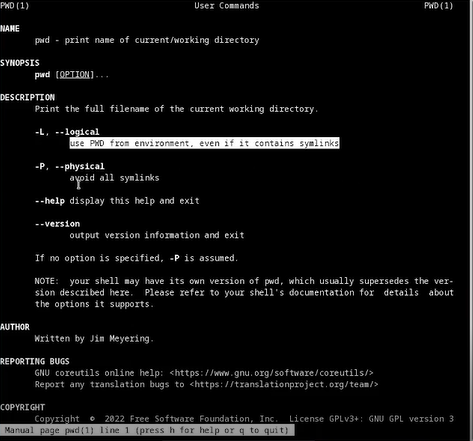 PWD(1) User Commands PWD(1)
NAME
pwd - print name of current/working directory
SYNOPSIS
pwd [OPTION]...
DESCRIPTION
Print the full filename of the current working directory.
-L, --logical
use PWD from environment, even if it contains symlinks
-P, --physical
avoid all symlinks
--help display this help and exit
--version
output version information and exit
If no option is specified, -P is assumed.
NOTE: your shell may have its own version of pwd, which usually supersedes the ver-
sion described here. Please refer to your shell's documentation for details about
the options it supports.
AUTHOR
Written by Jim Meyering.
REPORTING BUGS
GNU coreutils online help: <https://www.gnu.org/software/coreutils/>
Report any translation bugs to <https://translationproject.org/team/>
COPYRIGHT
Copyright © 2022 Free Software Foundation, Inc. License GPLv3+: GNU GPL version 3
Manual page pwd(1) line 1 (press h for help or q to quit)